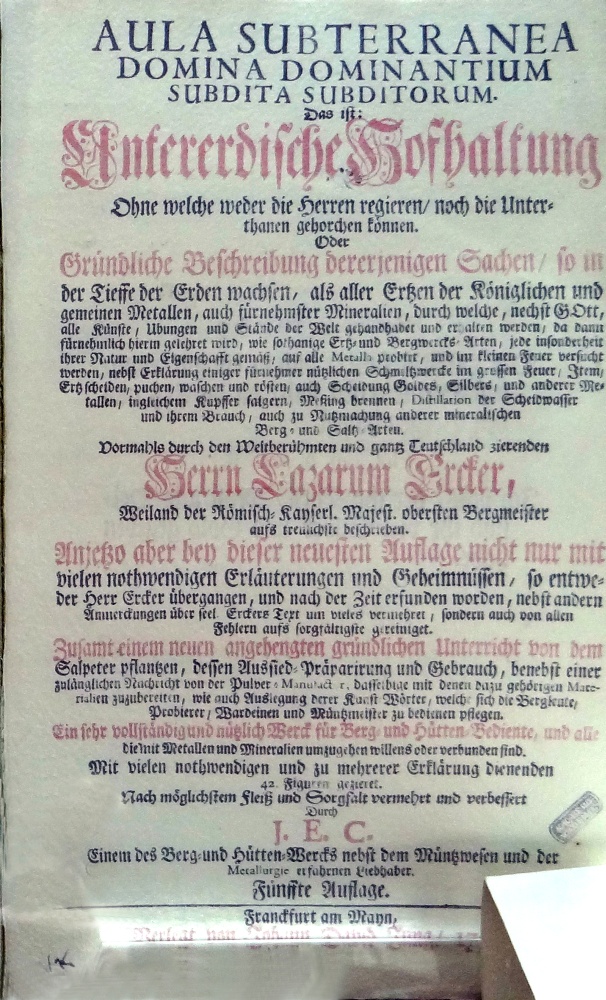 AULA SUBTERRANEA
DOMINA DOMINANTIUM
SUBDITA SUBDITORUM.
Das ist:
Untererdische Hofhaltung
Ohne welche weder die Herren regieren/ noch die Unter-
thanen gehorchen können.
Oder
Gründliche Beschreibung dererjenigen Sachen/ so in
der Tieffe der Erden wachsen, als aller Ertzen der Königlichen und
gemeinen Metallen, auch fürnehmster Mineralien, durch welche, nechst GOtt,
alle Künste, Ubungen und Stände der Welt gehandhabet und erhalten werden, da dann
fürnehmlich hierin gelehret wird, wie sothanige Ertz- und Bergwercks-Arten, jede insonderheit
ihrer Natur und Eigenschafft gemäß, auf alle Metalla probirt, und im kleinen Feuer versucht
werden, nebst Erklärung einiger fürnehmer nützlichen Schmeltzwercke im grossen Feuer, Item,
Ertz scheiden, puchen, waschen und rösten, auch Scheidung Goldes, Silbers, und anderer Me-
tallen, ingleichem Kupffer saigern, Meßing brennen, Distillation der Scheidwasser
und ihrem Brauch, auch zu Nutzmachung anderer mineralischen
Berg- und Saltz-Arten.
Vormahls durch den Weitberühmten und gantz Teutschland zierenden
Herrn Lazarum Ercker,
Weiland der Römisch-Kayserl. Majest. obersten Bergmeister
aufs treulichste beschrieben.
Anjetzo aber bey dieser neuesten Auflage nicht nur mit
vielen nothwendigen Erläuterungen und Geheimnüssen, so entwe-
der Herr Ercker übergangen, und nach der Zeit erfunden worden, nebst andern
Anmerckungen über seel. Erckers Text um vieles vermehret, sondern auch von allen
Fehlern aufs sorgfältigste gereiniget.
Zusamt einem neuen angehengten gründlichen Unterricht von dem
Salpeter pflantzen, dessen Aussied-Präparirung und Gebrauch, benebst einer
zulänglichen Nachricht von der Pulver-Manufactur, dasselbige mit denen dazu gehörigen Mate-
rialien zuzubereiten, wie auch Auslegung derer Kunst Wörter, welche sich die Bergleute,
Probierer, Wardeinen und Müntzmeister zu bedienen pflegen.
Ein sehr vollständig und nützlich Werck für Berg- und Hütten-Bediente, und alle
die mit Metallen und Mineralien umzugehen willens oder verbunden sind.
Mit vielen nothwendigen und zu mehrerer Erklärung dienenden
42. Figuren gezieret.
Nach möglichstem Fleiß und Sorgfalt vermehrt und verbessert
Durch
J. E. C.
Einem des Berg- und Hütten-Wercks nebst dem Müntzwesen und der
Metallurgie erfahrnen Liebhaber.
Fünffte Auflage.
Franckfurt am Mayn,
Verlegt von Johann David Jung,